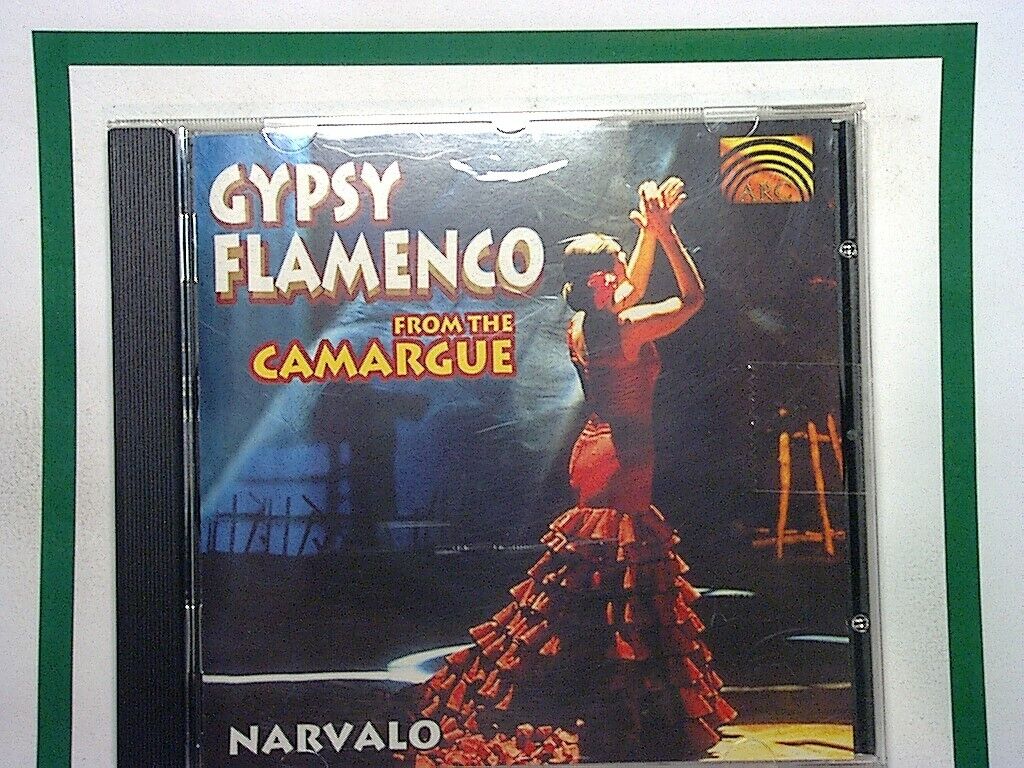 GYPSY
FLAMENCO
FROM THE
CAMARGUE
ARC
NARVALO